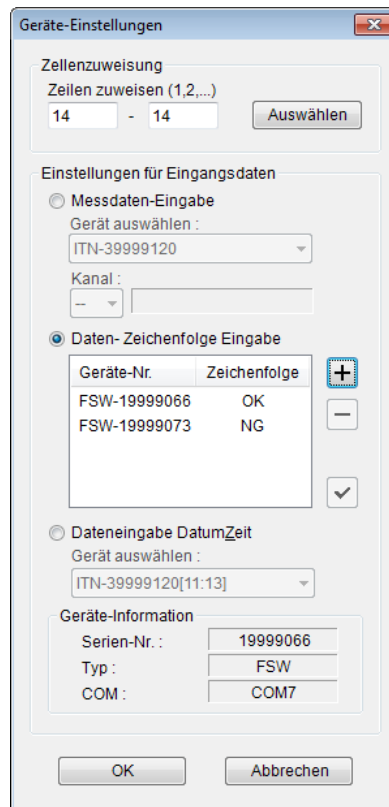 Geräte-Einstellungen
Zellenzuweisung
Zeilen zuweisen (1,2,...)
14 - 14 Auswählen
Einstellungen für Eingangsdaten
Messdaten-Eingabe
Gerät auswählen :
ITN-39999120
Kanal :
--
Daten- Zeichenfolge Eingabe
Geräte-Nr. Zeichenfolge
FSW-19999066 OK
FSW-19999073 NG
Dateneingabe DatumZeit
Gerät auswählen :
ITN-39999120[11:13]
Geräte-Information
Serien-Nr. : 19999066
Typ : FSW
COM : COM7
OK Abbrechen